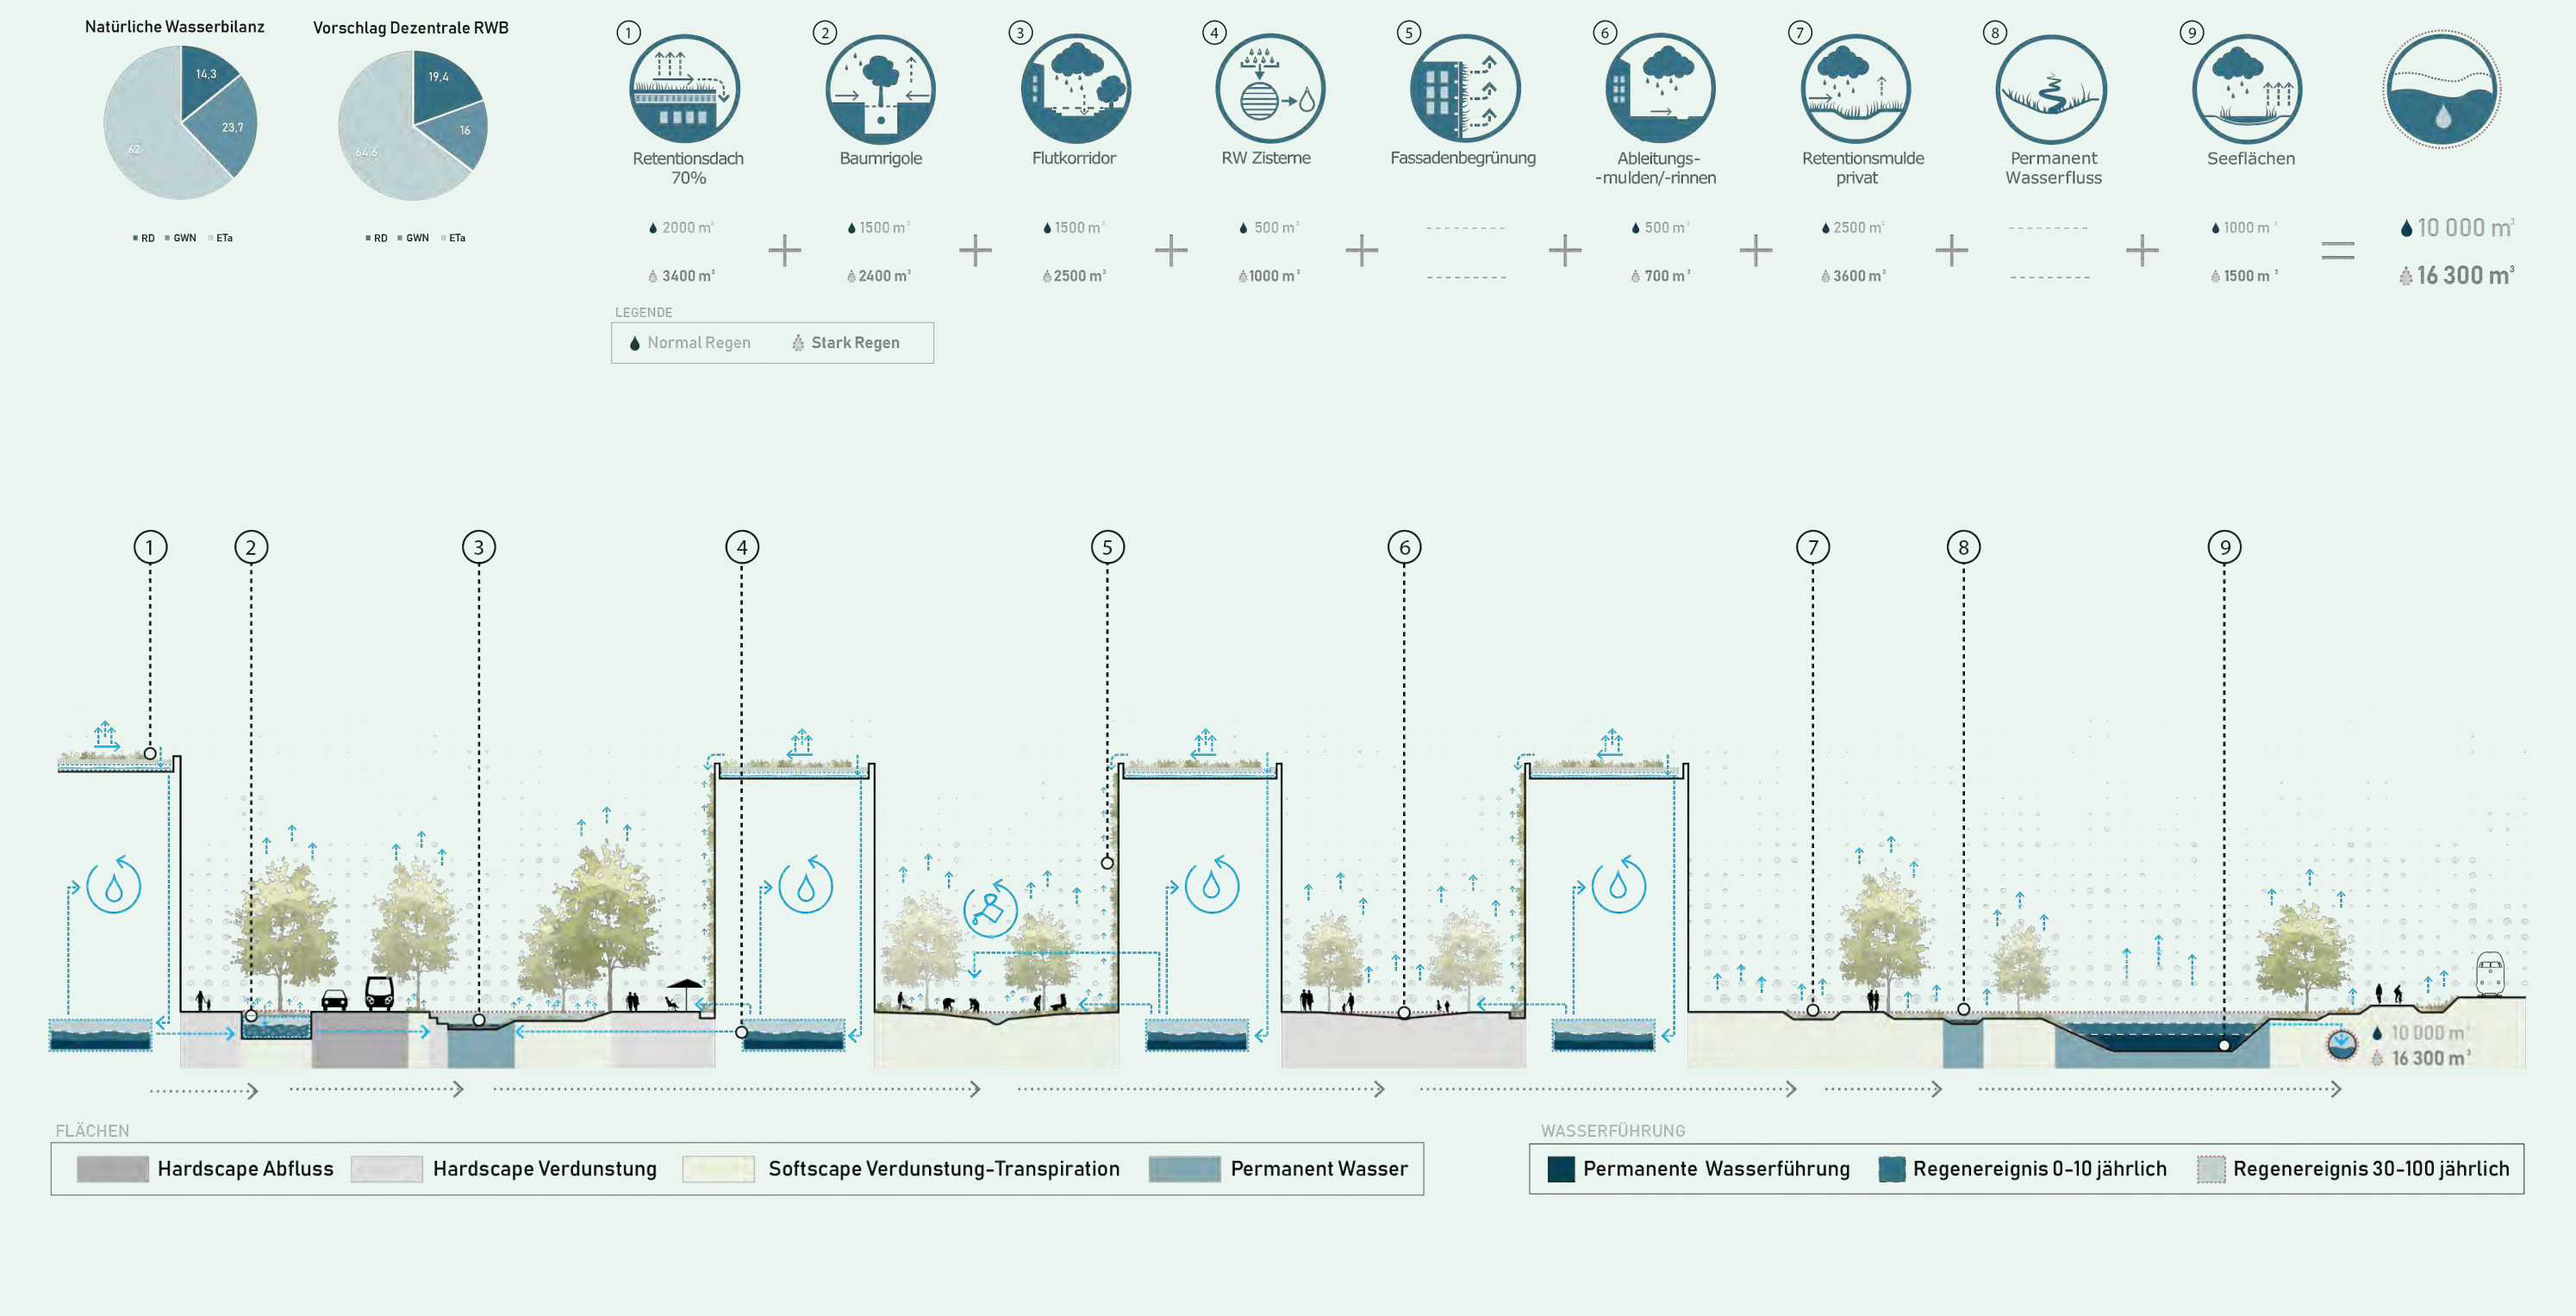 Natürliche Wasserbilanz
14,3
23,7
62
RD GWN ETa
Vorschlag Dezentrale RWB
19,4
16
64,6
RD GWN ETa
1
Retentionsdach
70%
2000 m³
3400 m³
2
Baumrigole
1500 m³
2400 m³
3
Flutkorridor
1500 m³
2500 m³
4
RW Zisterne
500 m³
1000 m³
5
Fassadenbegrünung
6
Ableitungs-
-mulden/-rinnen
500 m³
700 m³
7
Retentionsmulde
privat
2500 m³
3600 m³
8
Permanent
Wasserfluss
9
Seeflächen
1000 m³
1500 m³
+ + + + + + + + =
10 000 m³
16 300 m³
LEGENDE
Normal Regen Stark Regen
1 2 3 4 5 6 7 8 9
10 000 m³
16 300 m³
FLÄCHEN
Hardscape Abfluss Hardscape Verdunstung Softscape Verdunstung-Transpiration Permanent Wasser
WASSERFÜHRUNG
Permanente Wasserführung Regenereignis 0-10 jährlich Regenereignis 30-100 jährlich